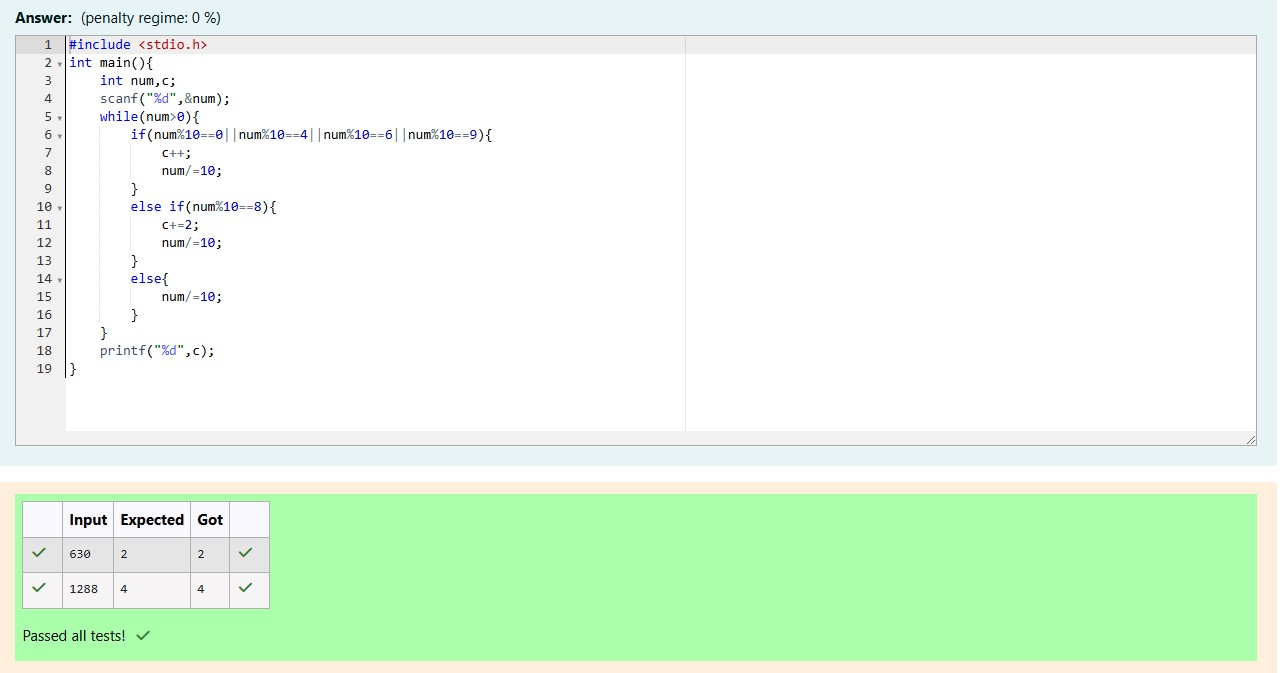 Answer: (penalty regime: 0 %)
1 #include <stdio.h>
2 int main(){
3     int num,c;
4     scanf("%d",&num);
5     while(num>0){
6         if(num%10==0||num%10==4||num%10==6||num%10==9){
7             c++;
8             num/=10;
9         }
10         else if(num%10==8){
11             c+=2;
12             num/=10;
13         }
14         else{
15             num/=10;
16         }
17     }
18     printf("%d",c);
19 }
Input Expected Got
630 2 2
1288 4 4
Passed all tests!